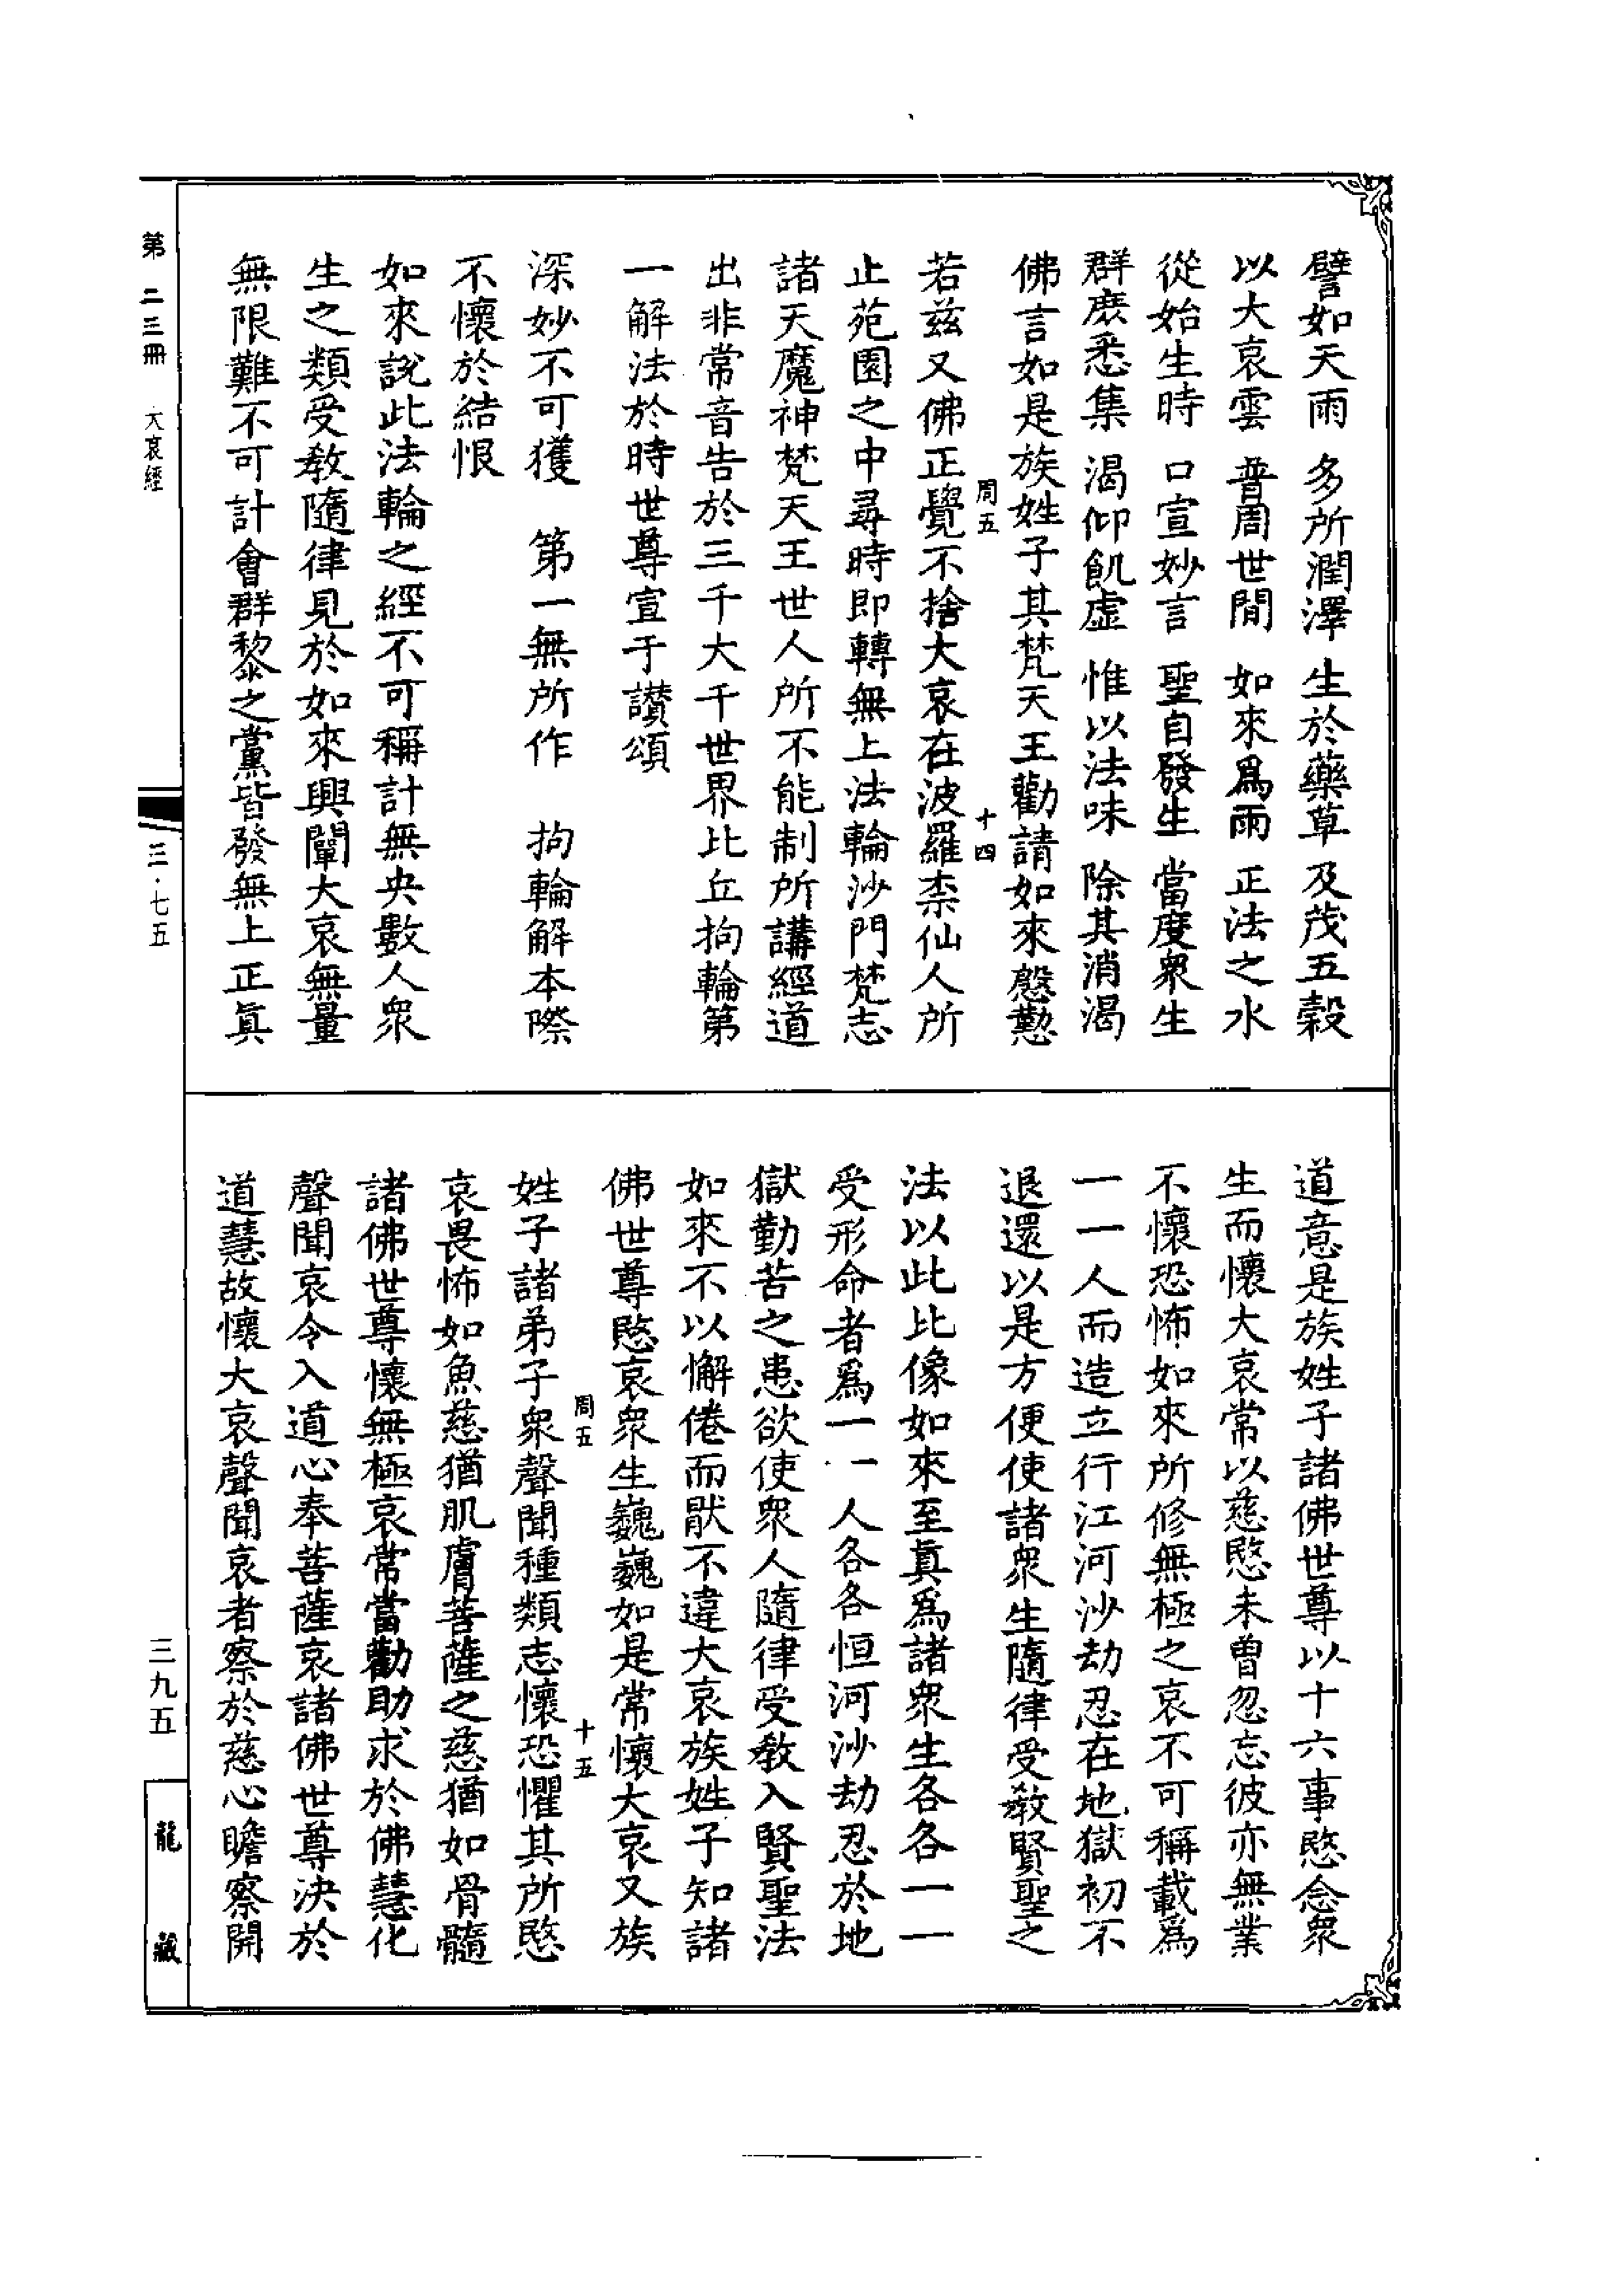 譬如天雨　多所潤澤　生於藥草　及茂五穀
以大哀雲　普周世間　如來爲雨　正法之水
從始生時　口宣妙言　聖自發生　當度衆生
群庶悉集　渴仰飢虛　惟以法味　除其消渴
佛言如是族姓子其梵天王勸請如來慇懃
周五　十四
若茲又佛正覺不捨大哀在波羅柰仙人所
止苑園之中尋時即轉無上法輪沙門梵志
諸天魔神梵天王世人所不能制所講經道
出非常音告於三千大千世界比丘拘輪第
一解法於時世尊宣于讚頌
深妙不可獲　第一無所作　拘輪解本際
不懷於結恨
如來說此法輪之經不可稱計無央數人衆
生之類受教隨律見於如來興闡大哀無量
無限難不可計會群黎之黨皆發無上正眞
道意是族姓子諸佛世尊以十六事愍念衆
生而懷大哀常以慈愍未曾忽忘彼亦無業
不懷恐怖如來所修無極之哀不可稱載爲
一一人而造立行江河沙劫忍在地獄初不
退還以是方便使諸衆生隨律受教賢聖之
法以此比像如來至眞爲諸衆生各各一一
受形命者爲一一人各各恒河沙劫忍於地
獄勤苦之患欲使衆人隨律受教入賢聖法
如來不以懈倦而厭不違大哀族姓子知諸
佛世尊愍哀衆生巍巍如是常懷大哀又族
周五　十五
姓子諸弟子衆聲聞種類志懷恐懼其所愍
哀畏怖如魚慈猶肌膚菩薩之慈猶如骨髓
諸佛世尊懷無極哀常當勸助求於佛慧化
聲聞哀令入道心奉菩薩哀諸佛世尊決於
道慧故懷大哀聲聞哀者察於慈心瞻察開
第二三冊　大哀經
三·七五
三九五
龍藏